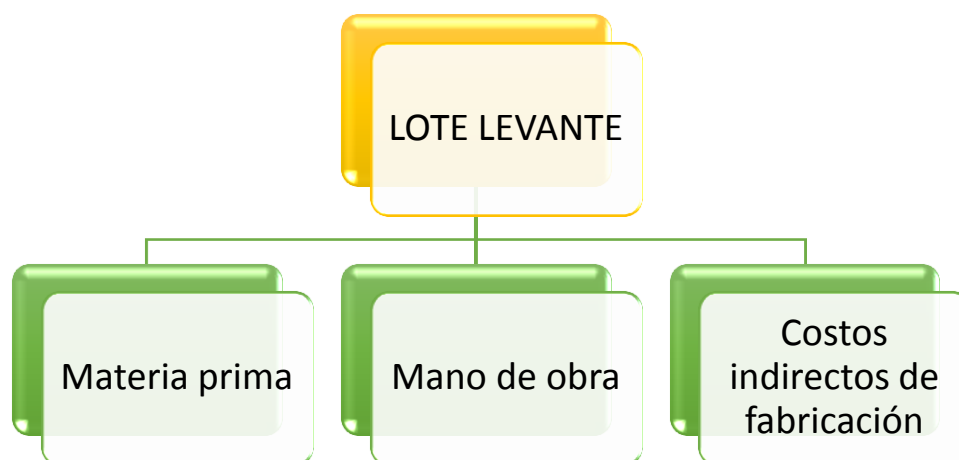 LOTE LEVANTE
Materia prima
Mano de obra
Costos
indirectos de
fabricación